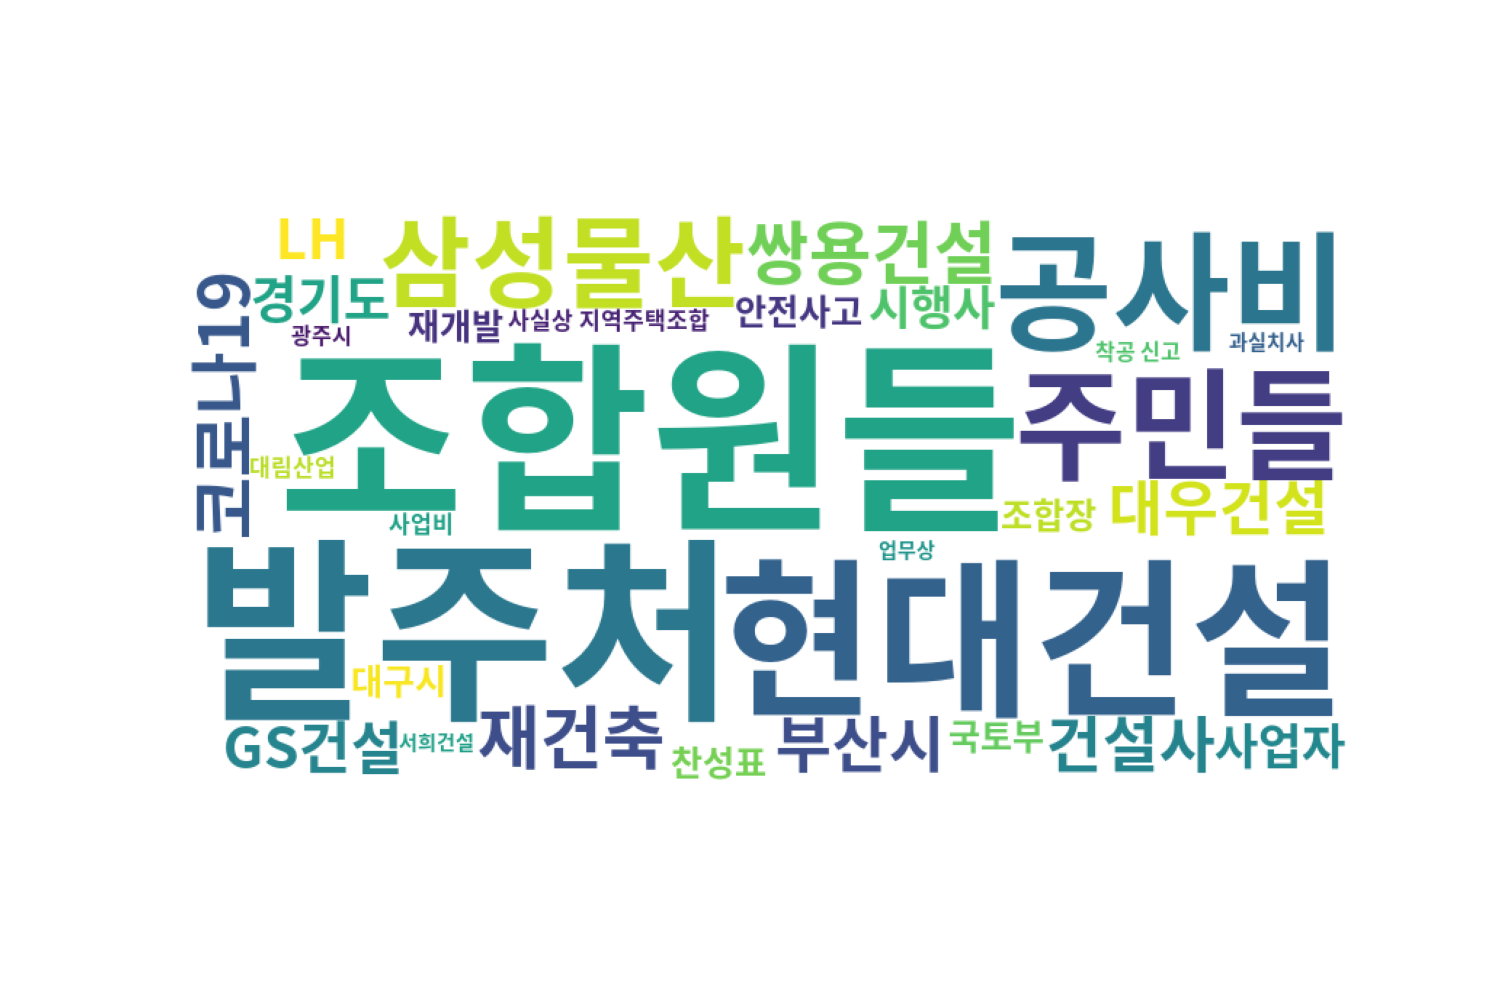 LH
삼성물산
쌍용건설
공사비
코로나19
경기도
시행사
광주시
재개발
사실상
지역주택조합
안전사고
착공 신고
과실치사
조합원들
주민들
대림산업
사업비
조합장
대우건설
업무상
발주처
현대건설
대구시
GS건설
서희건설
재건축
찬성표
부산시
국토부
건설사
사업자